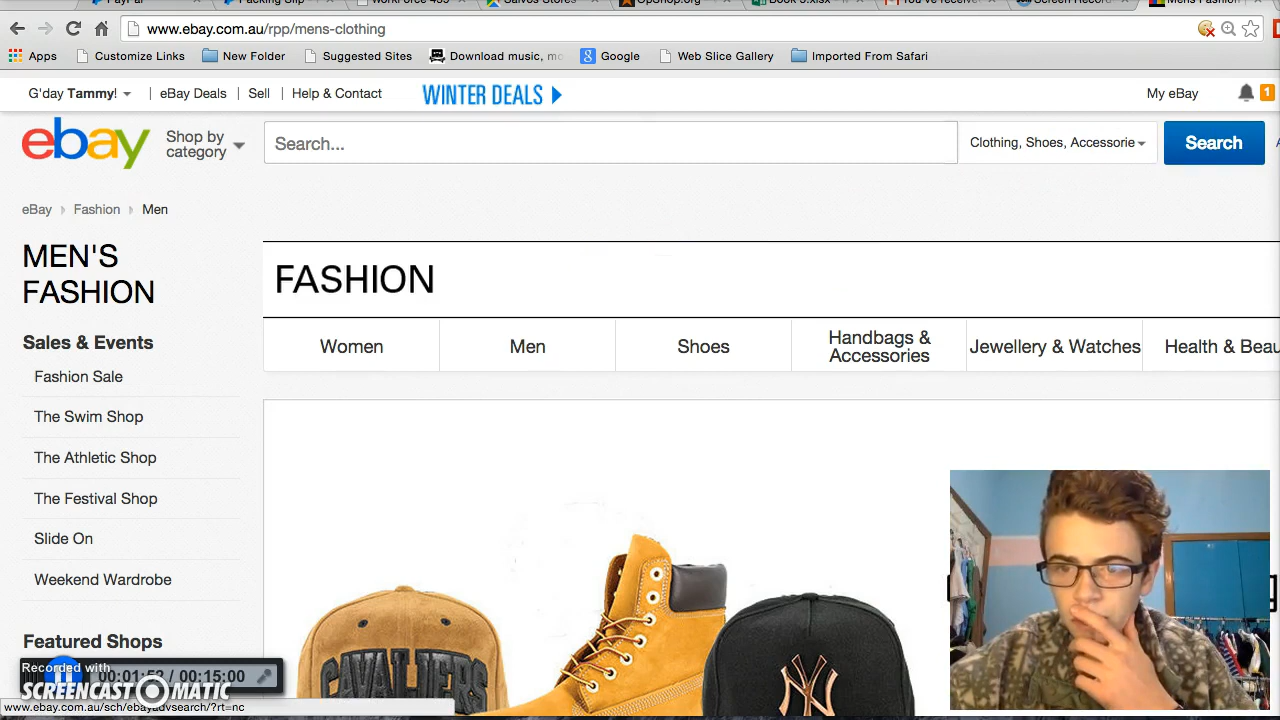 PayPal
Packing Slip -
WorkForce 435
Salvos Stores
OpShop.org -
Book 3.xlsx -
You've receive
Screen Record
Mens Fashion
www.ebay.com.au/rpp/mens-clothing
Apps Customize Links New Folder Suggested Sites Download music, mo Google Web Slice Gallery Imported From Safari
G'day Tammy! eBay Deals Sell Help & Contact WINTER DEALS My eBay 1
ebay Shop by category Search... Clothing, Shoes, Accessorie Search
eBay Fashion Men
MEN'S
FASHION
FASHION
Sales & Events
Women Men Shoes Handbags & Accessories Jewellery & Watches Health & Beau
Fashion Sale
The Swim Shop
The Athletic Shop
The Festival Shop
Slide On
Weekend Wardrobe
Featured Shops
CAVALIERS
NY
Recorded with
00:01:52 / 00:15:00
SCREENCAST-O-MATIC
www.ebay.com.au/sch/ebayadvsearch/?rt=nc